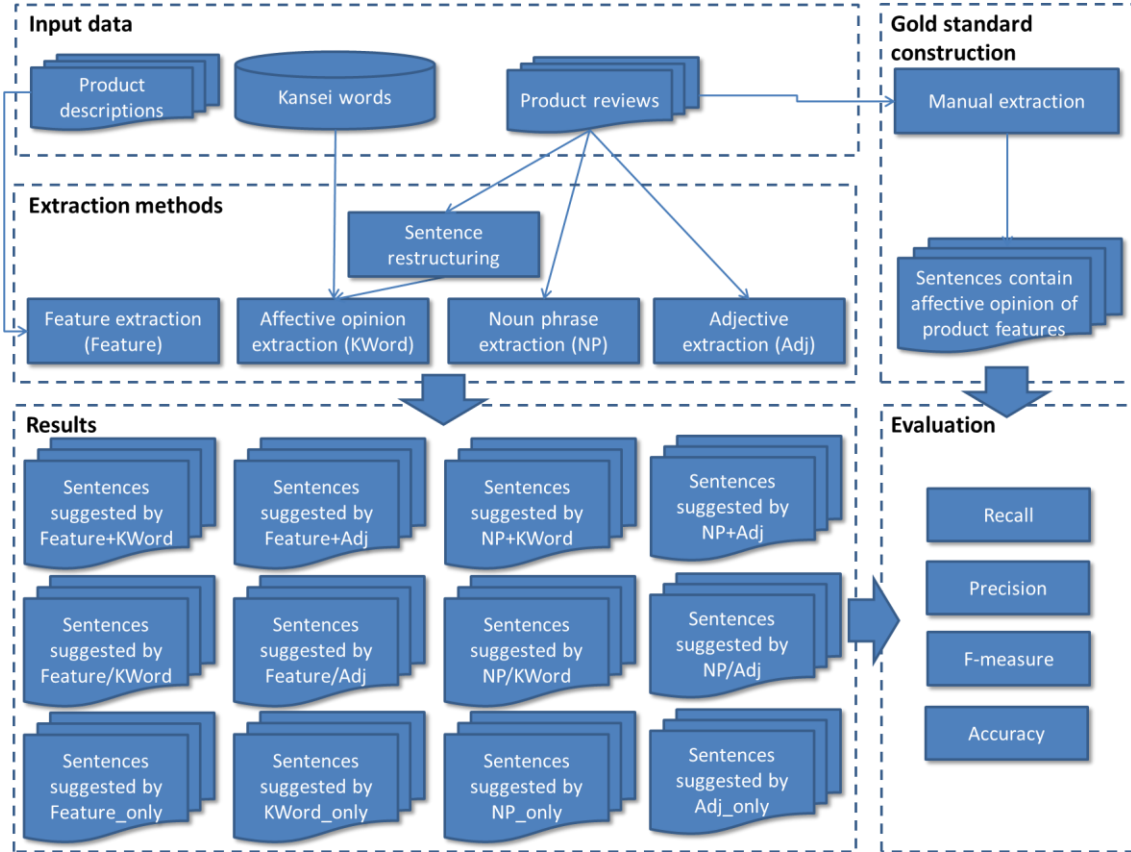 Input data
Product
descriptions
Kansei words
Product reviews
Gold standard
construction
Manual extraction
Sentences contain
affective opinion of
product features
Extraction methods
Sentence
restructuring
Feature extraction
(Feature)
Affective opinion
extraction (KWord)
Noun phrase
extraction (NP)
Adjective
extraction (Adj)
Results
Sentences
suggested by
Feature+KWord
Sentences
suggested by
Feature+Adj
Sentences
suggested by
NP+KWord
Sentences
suggested by
NP+Adj
Sentences
suggested by
Feature/KWord
Sentences
suggested by
Feature/Adj
Sentences
suggested by
NP/KWord
Sentences
suggested by
NP/Adj
Sentences
suggested by
Feature_only
Sentences
suggested by
KWord_only
Sentences
suggested by
NP_only
Sentences
suggested by
Adj_only
Evaluation
Recall
Precision
F-measure
Accuracy